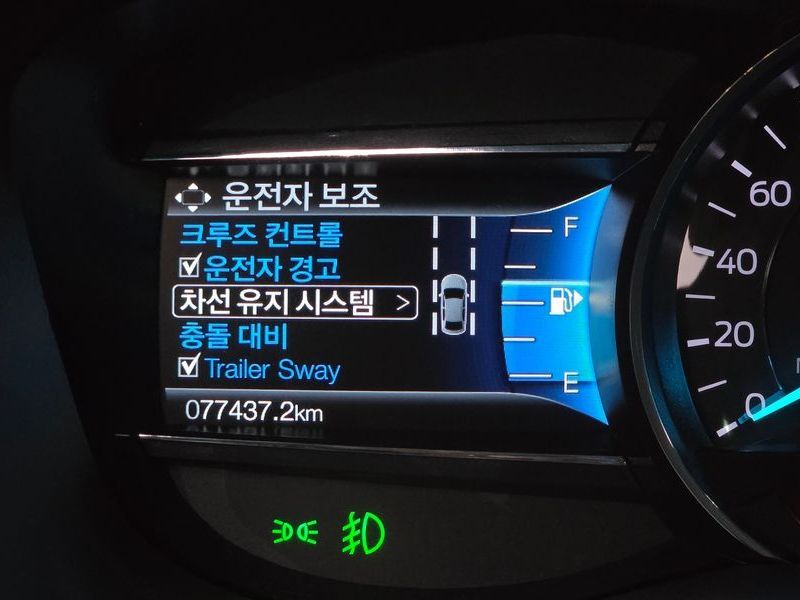 운전자 보조
크루즈 컨트롤
운전자 경고
차선 유지 시스템 >
충돌 대비
Trailer Sway
077437.2km
F
E
60
40
20
0